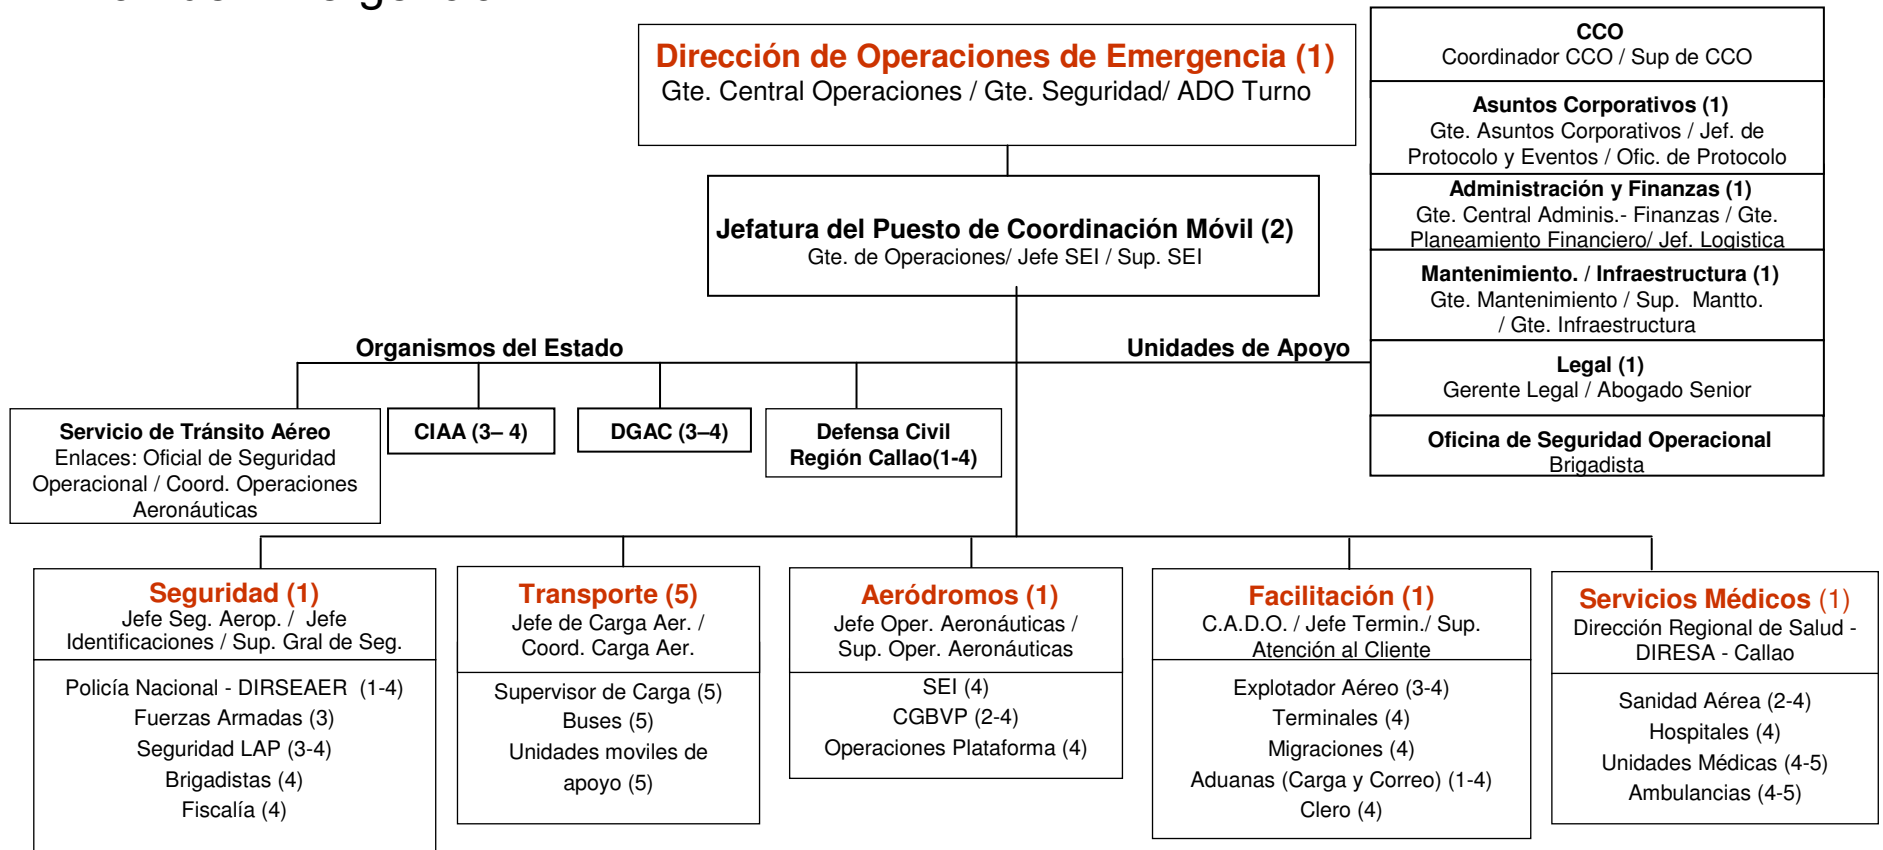 Dirección de Operaciones de Emergencia (1)
Gte. Central Operaciones / Gte. Seguridad/ ADO Turno
CCO
Coordinador CCO / Sup de CCO
Asuntos Corporativos (1)
Gte. Asuntos Corporativos / Jef. de
Protocolo y Eventos / Ofic. de Protocolo
Administración y Finanzas (1)
Gte. Central Adminis.- Finanzas / Gte.
Planeamiento Financiero/ Jef. Logistica
Mantenimiento. / Infraestructura (1)
Gte. Mantenimiento / Sup. Mantto.
/ Gte. Infraestructura
Legal (1)
Gerente Legal / Abogado Senior
Oficina de Seguridad Operacional
Brigadista
Jefatura del Puesto de Coordinación Móvil (2)
Gte. de Operaciones/ Jefe SEI / Sup. SEI
Organismos del Estado
Unidades de Apoyo
Servicio de Tránsito Aéreo
Enlaces: Oficial de Seguridad
Operacional / Coord. Operaciones
Aeronáuticas
CIAA (3– 4)
DGAC (3–4)
Defensa Civil
Región Callao(1-4)
Seguridad (1)
Jefe Seg. Aerop. / Jefe
Identificaciones / Sup. Gral de Seg.
Policía Nacional - DIRSEAER (1-4)
Fuerzas Armadas (3)
Seguridad LAP (3-4)
Brigadistas (4)
Fiscalía (4)
Transporte (5)
Jefe de Carga Aer. /
Coord. Carga Aer.
Supervisor de Carga (5)
Buses (5)
Unidades moviles de
apoyo (5)
Aeródromos (1)
Jefe Oper. Aeronáuticas /
Sup. Oper. Aeronáuticas
SEI (4)
CGBVP (2-4)
Operaciones Plataforma (4)
Facilitación (1)
C.A.D.O. / Jefe Termin./ Sup.
Atención al Cliente
Explotador Aéreo (3-4)
Terminales (4)
Migraciones (4)
Aduanas (Carga y Correo) (1-4)
Clero (4)
Servicios Médicos (1)
Dirección Regional de Salud -
DIRESA - Callao
Sanidad Aérea (2-4)
Hospitales (4)
Unidades Médicas (4-5)
Ambulancias (4-5)